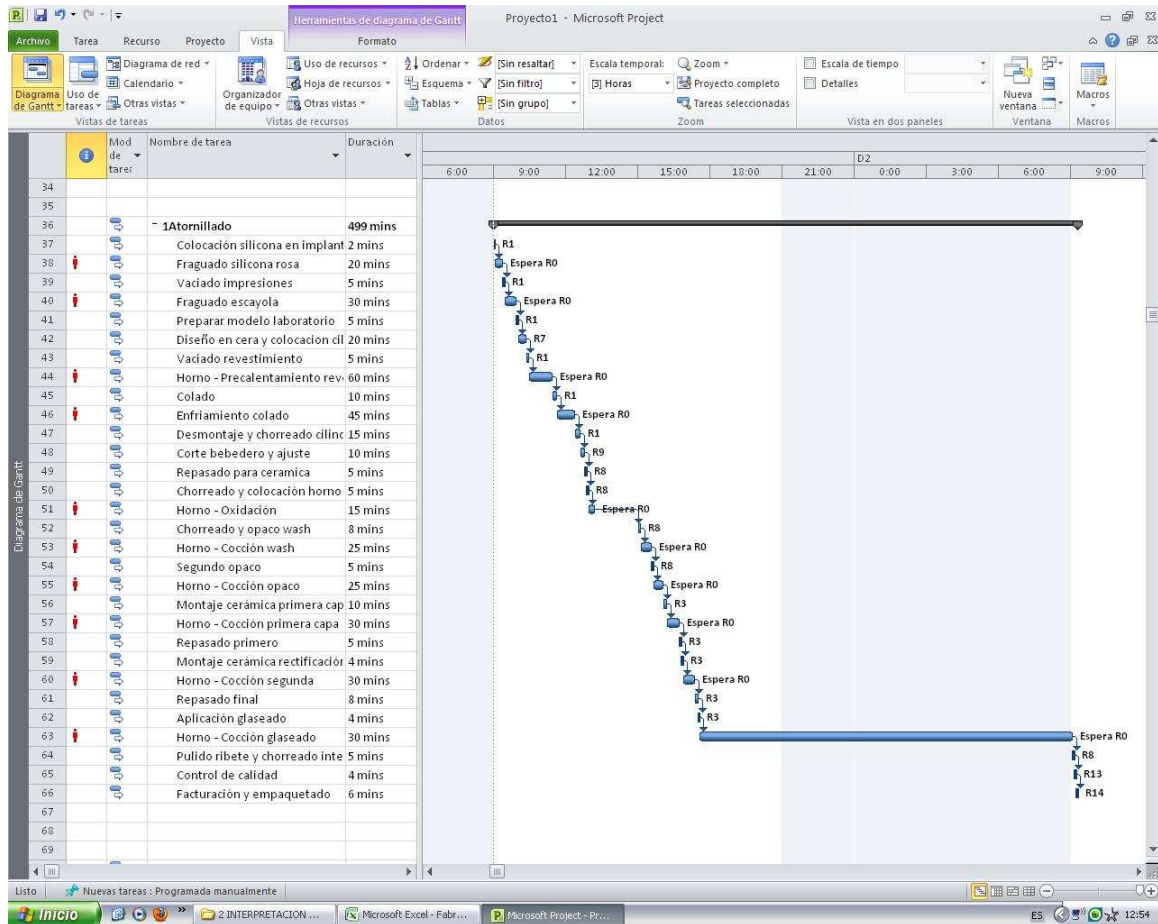 Herramientas de diagrama de Gantt
Proyecto1 - Microsoft Project
Archivo Tarea Recurso Proyecto Vista Formato
Diagrama de Gantt
Uso de tareas
Diagrama de red
Calendario
Otras vistas
Vistas de tareas
Organizador de equipo
Uso de recursos
Hoja de recursos
Otras vistas
Vistas de recursos
Ordenar
Esquema
Tablas
[Sin resaltar]
[Sin filtro]
[Sin grupo]
Datos
Escala temporal:
[3] Horas
Zoom
Proyecto completo
Tareas seleccionadas
Zoom
Escala de tiempo
Detalles
Vista en dos paneles
Nueva ventana
Ventana
Macros
Macros
Mod de tarea Nombre de tarea Duración
D2
6:00 9:00 12:00 15:00 18:00 21:00 0:00 3:00 6:00 9:00
Diagrama de Gantt
34
35
36 1Atornillado 499 mins
37 Colocación silicona en implant 2 mins R1
38 Fraguado silicona rosa 20 mins Espera R0
39 Vaciado impresiones 5 mins R1
40 Fraguado escayola 30 mins Espera R0
41 Preparar modelo laboratorio 5 mins R1
42 Diseño en cera y colocacion cil 20 mins R7
43 Vaciado revestimiento 5 mins R1
44 Horno - Precalentamiento rev 60 mins Espera R0
45 Colado 10 mins R1
46 Enfriamiento colado 45 mins Espera R0
47 Desmontaje y chorreado cilind 15 mins R1
48 Corte bebedero y ajuste 10 mins R9
49 Repasado para ceramica 5 mins R8
50 Chorreado y colocación horno 5 mins R8
51 Horno - Oxidación 15 mins Espera R0
52 Chorreado y opaco wash 8 mins R8
53 Horno - Cocción wash 25 mins Espera R0
54 Segundo opaco 5 mins R8
55 Horno - Cocción opaco 25 mins Espera R0
56 Montaje cerámica primera cap 10 mins R3
57 Horno - Cocción primera capa 30 mins Espera R0
58 Repasado primero 5 mins R3
59 Montaje cerámica rectificación 4 mins R3
60 Horno - Cocción segunda 30 mins Espera R0
61 Repasado final 8 mins R3
62 Aplicación glaseado 4 mins R3
63 Horno - Cocción glaseado 30 mins Espera R0
64 Pulido ribete y chorreado inte 5 mins R8
65 Control de calidad 4 mins R13
66 Facturación y empaquetado 6 mins R14
67
68
69
Listo Nuevas tareas : Programada manualmente
Inicio 2 INTERPRETACION ... Microsoft Excel - Fabr... Microsoft Project - Pr... ES 12:54